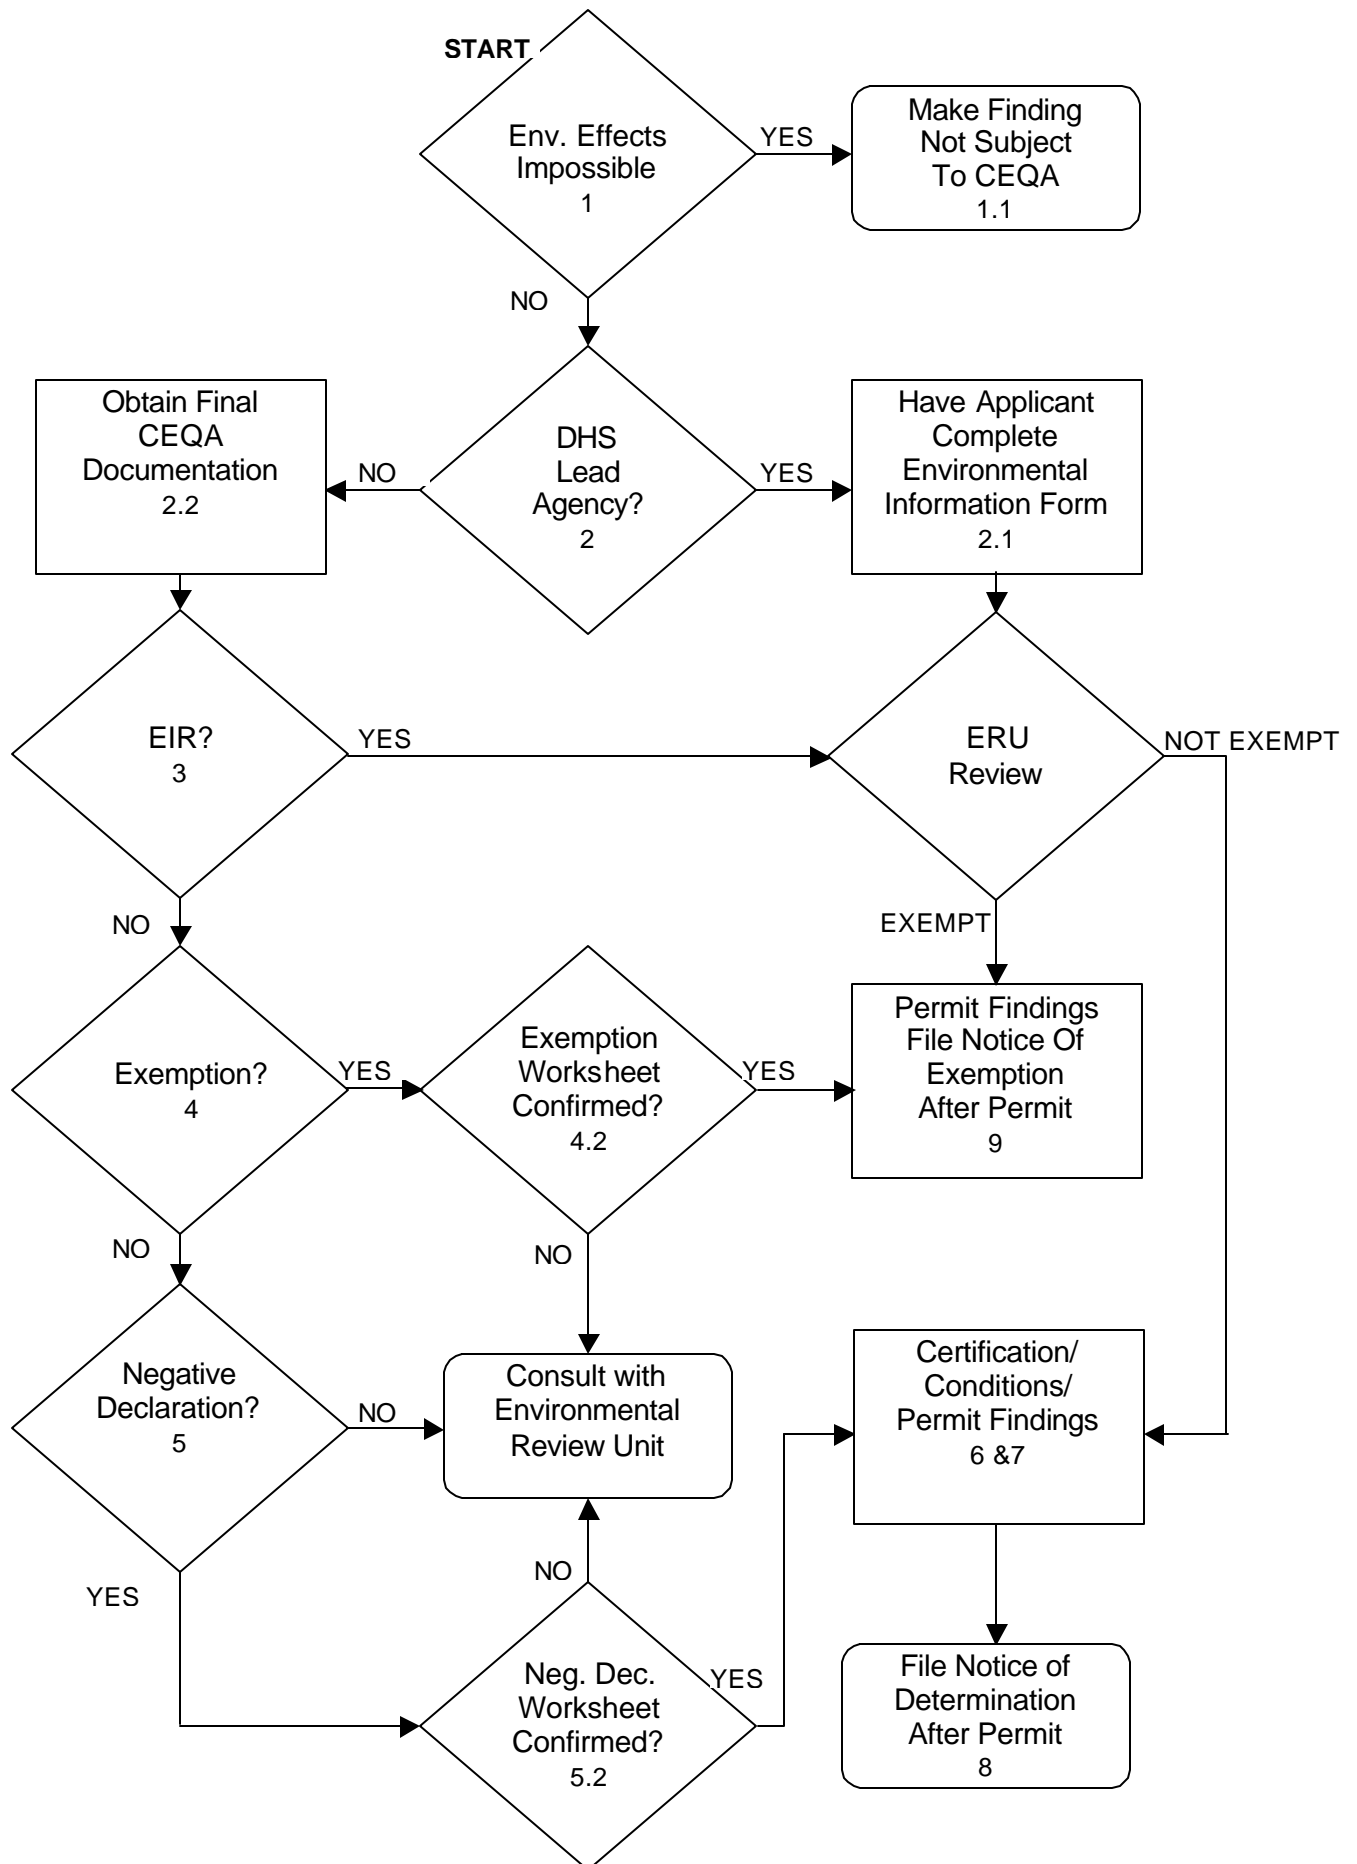 START
Env. Effects
Impossible
1
YES
Make Finding
Not Subject
To CEQA
1.1
NO
Obtain Final
CEQA
Documentation
2.2
NO
DHS
Lead
Agency?
2
YES
Have Applicant
Complete
Environmental
Information Form
2.1
EIR?
3
YES
ERU
Review
NOT EXEMPT
NO
EXEMPT
Exemption?
4
YES
Exemption
Worksheet
Confirmed?
4.2
YES
Permit Findings
File Notice Of
Exemption
After Permit
9
NO
NO
Negative
Declaration?
5
NO
Consult with
Environmental
Review Unit
Certification/
Conditions/
Permit Findings
6 &7
YES
NO
Neg. Dec.
Worksheet
Confirmed?
5.2
YES
File Notice of
Determination
After Permit
8